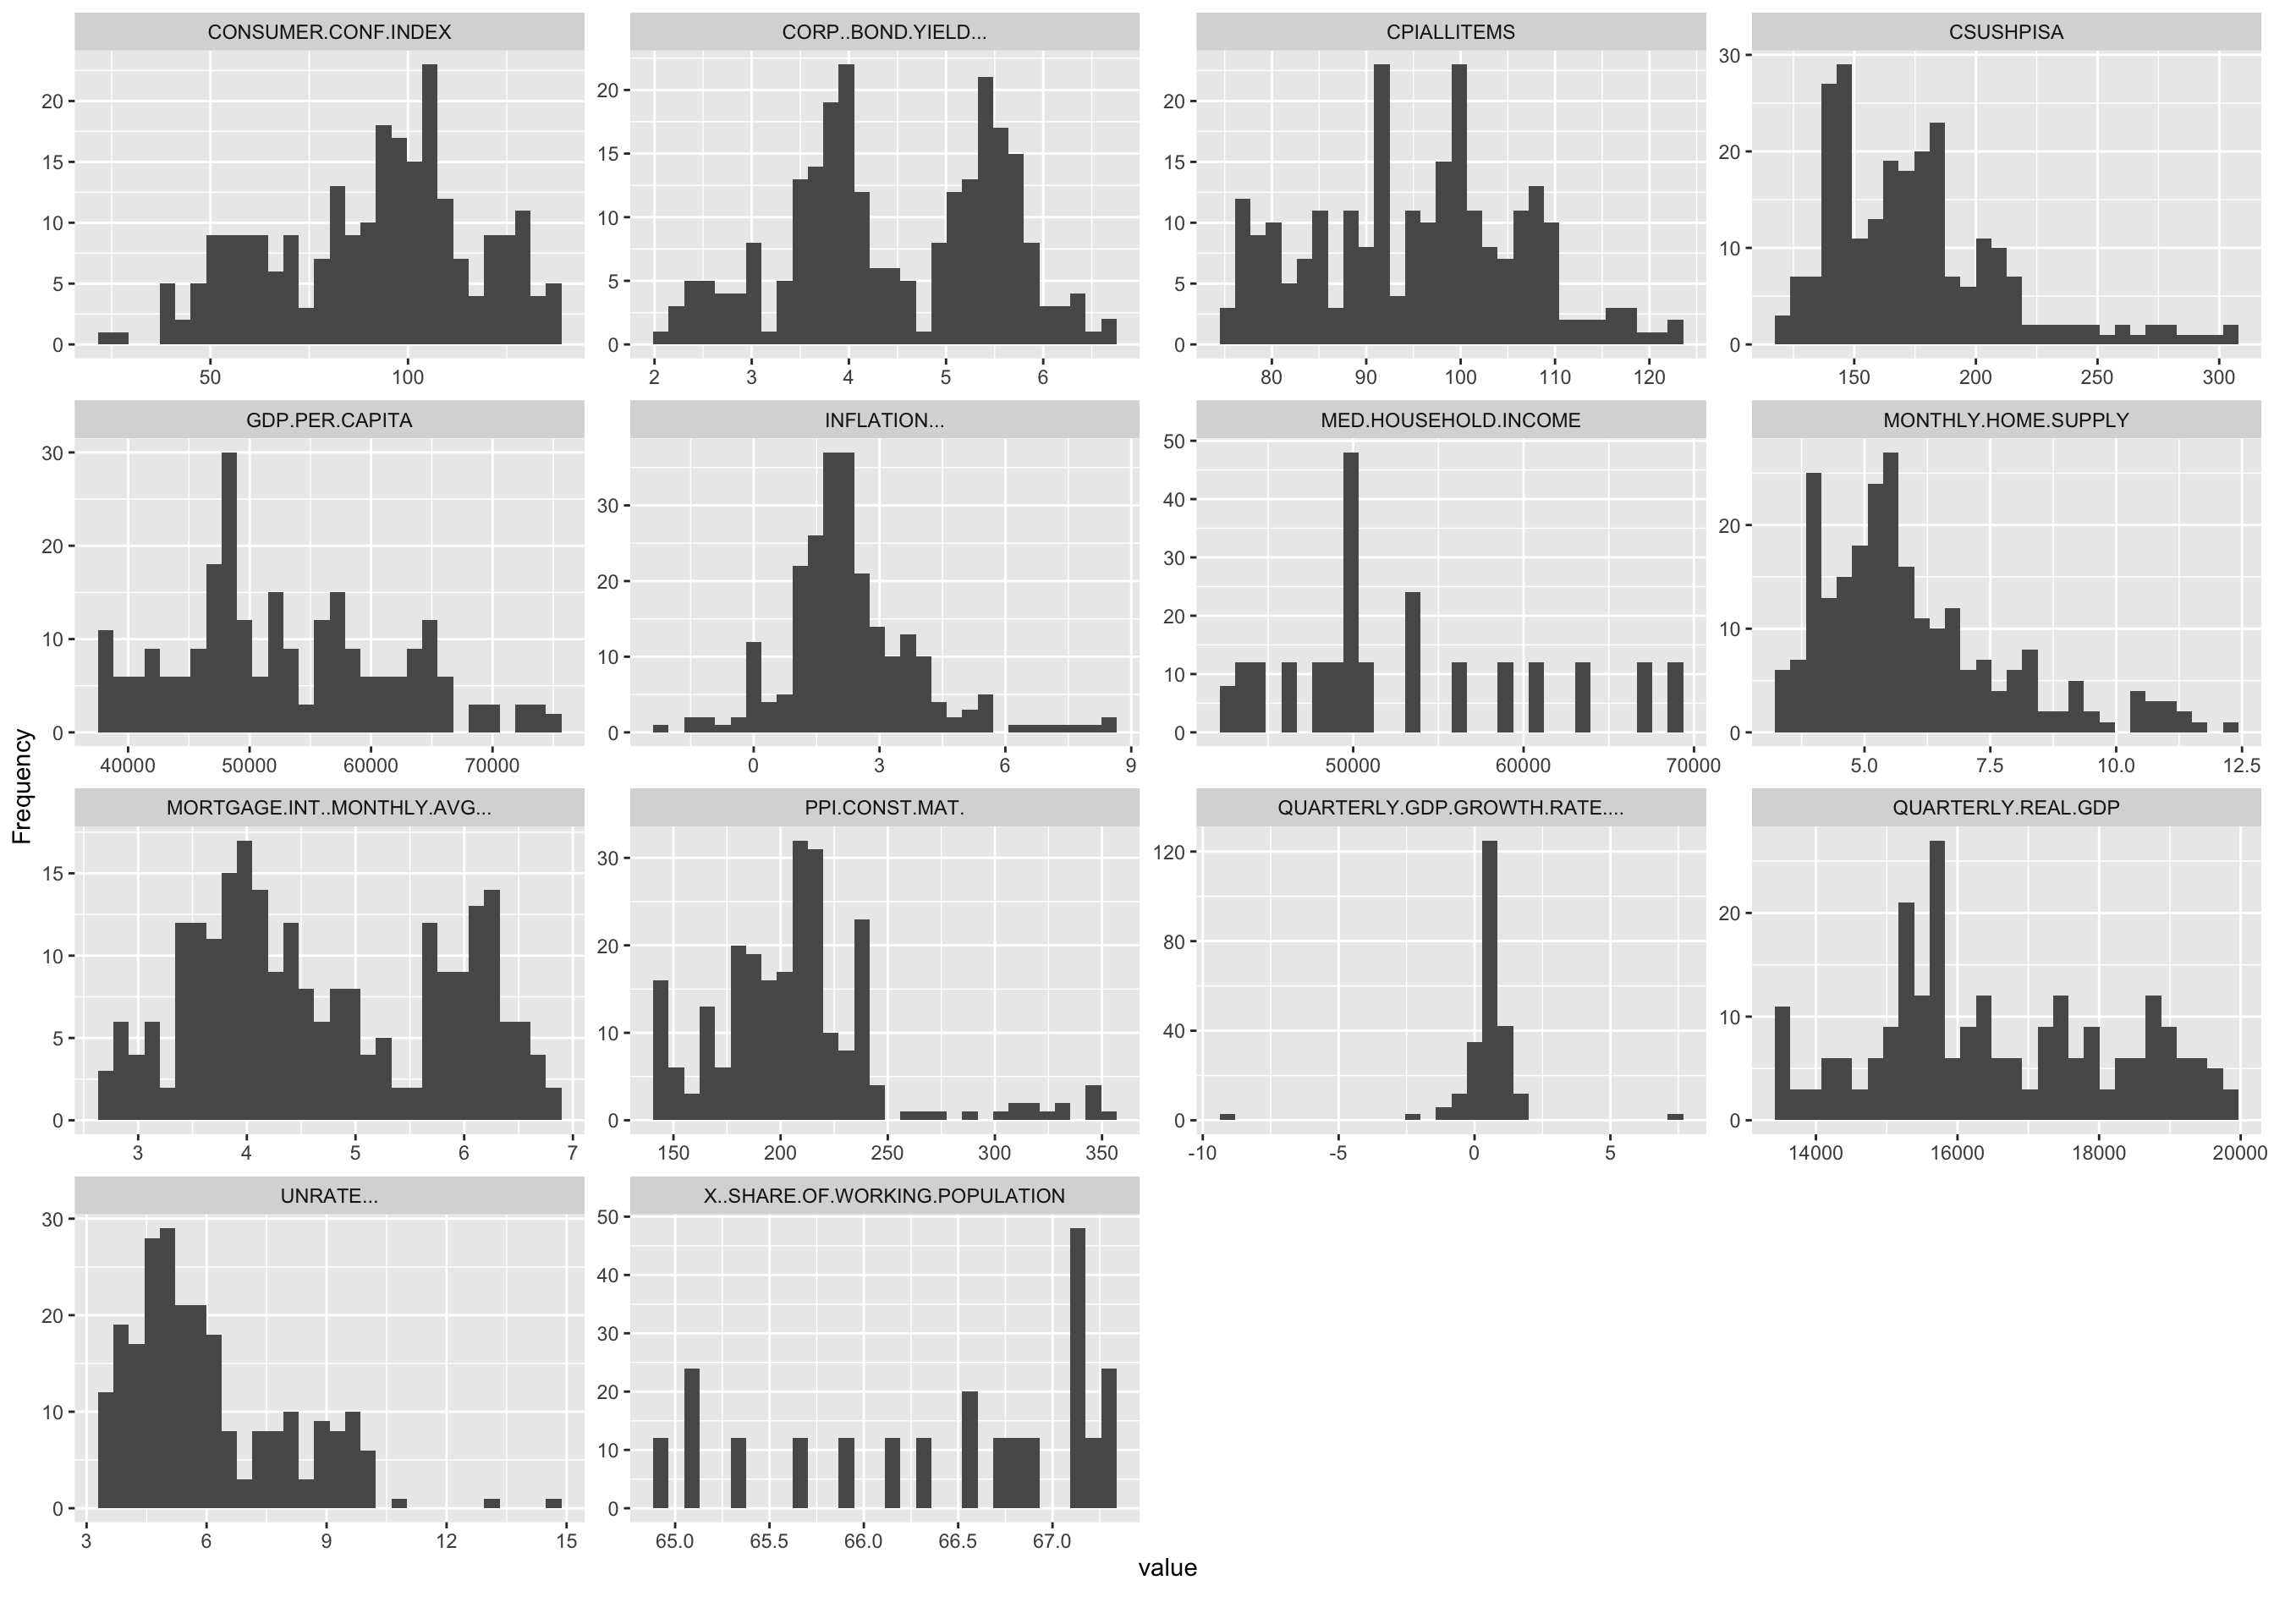 CONSUMER.CONF.INDEX
CORP..BOND.YIELD...
CPIALLITEMS
CSUSHPISA
20
15
10
5
0
50 100
20
15
10
5
0
2 3 4 5 6
20
15
10
5
0
80 90 100 110 120
30
20
10
0
150 200 250 300
GDP.PER.CAPITA
INFLATION...
MED.HOUSEHOLD.INCOME
MONTHLY.HOME.SUPPLY
30
20
10
0
40000 50000 60000 70000
30
20
10
0
0 3 6 9
50
40
30
20
10
0
50000 60000 70000
20
10
0
5.0 7.5 10.0 12.5
Frequency
MORTGAGE.INT..MONTHLY.AVG...
PPI.CONST.MAT.
QUARTERLY.GDP.GROWTH.RATE....
QUARTERLY.REAL.GDP
15
10
5
0
3 4 5 6 7
30
20
10
0
150 200 250 300 350
120
80
40
0
-10 -5 0 5
20
10
0
14000 16000 18000 20000
UNRATE...
X..SHARE.OF.WORKING.POPULATION
30
20
10
0
3 6 9 12 15
50
40
30
20
10
0
65.0 65.5 66.0 66.5 67.0
value